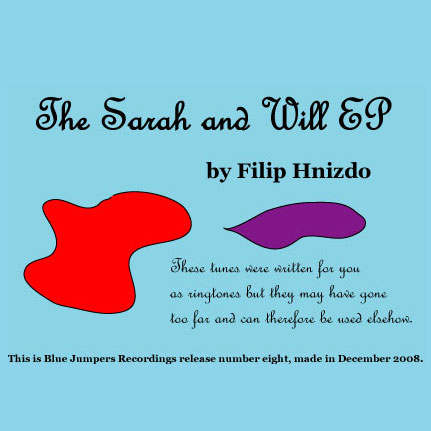 The Sarah and Will EP
by Filip Hnizdo
These tunes were written for you
as ringtones but they may have gone
too far and can therefore be used elsehow.
This is Blue Jumpers Recordings release number eight, made in December 2008.